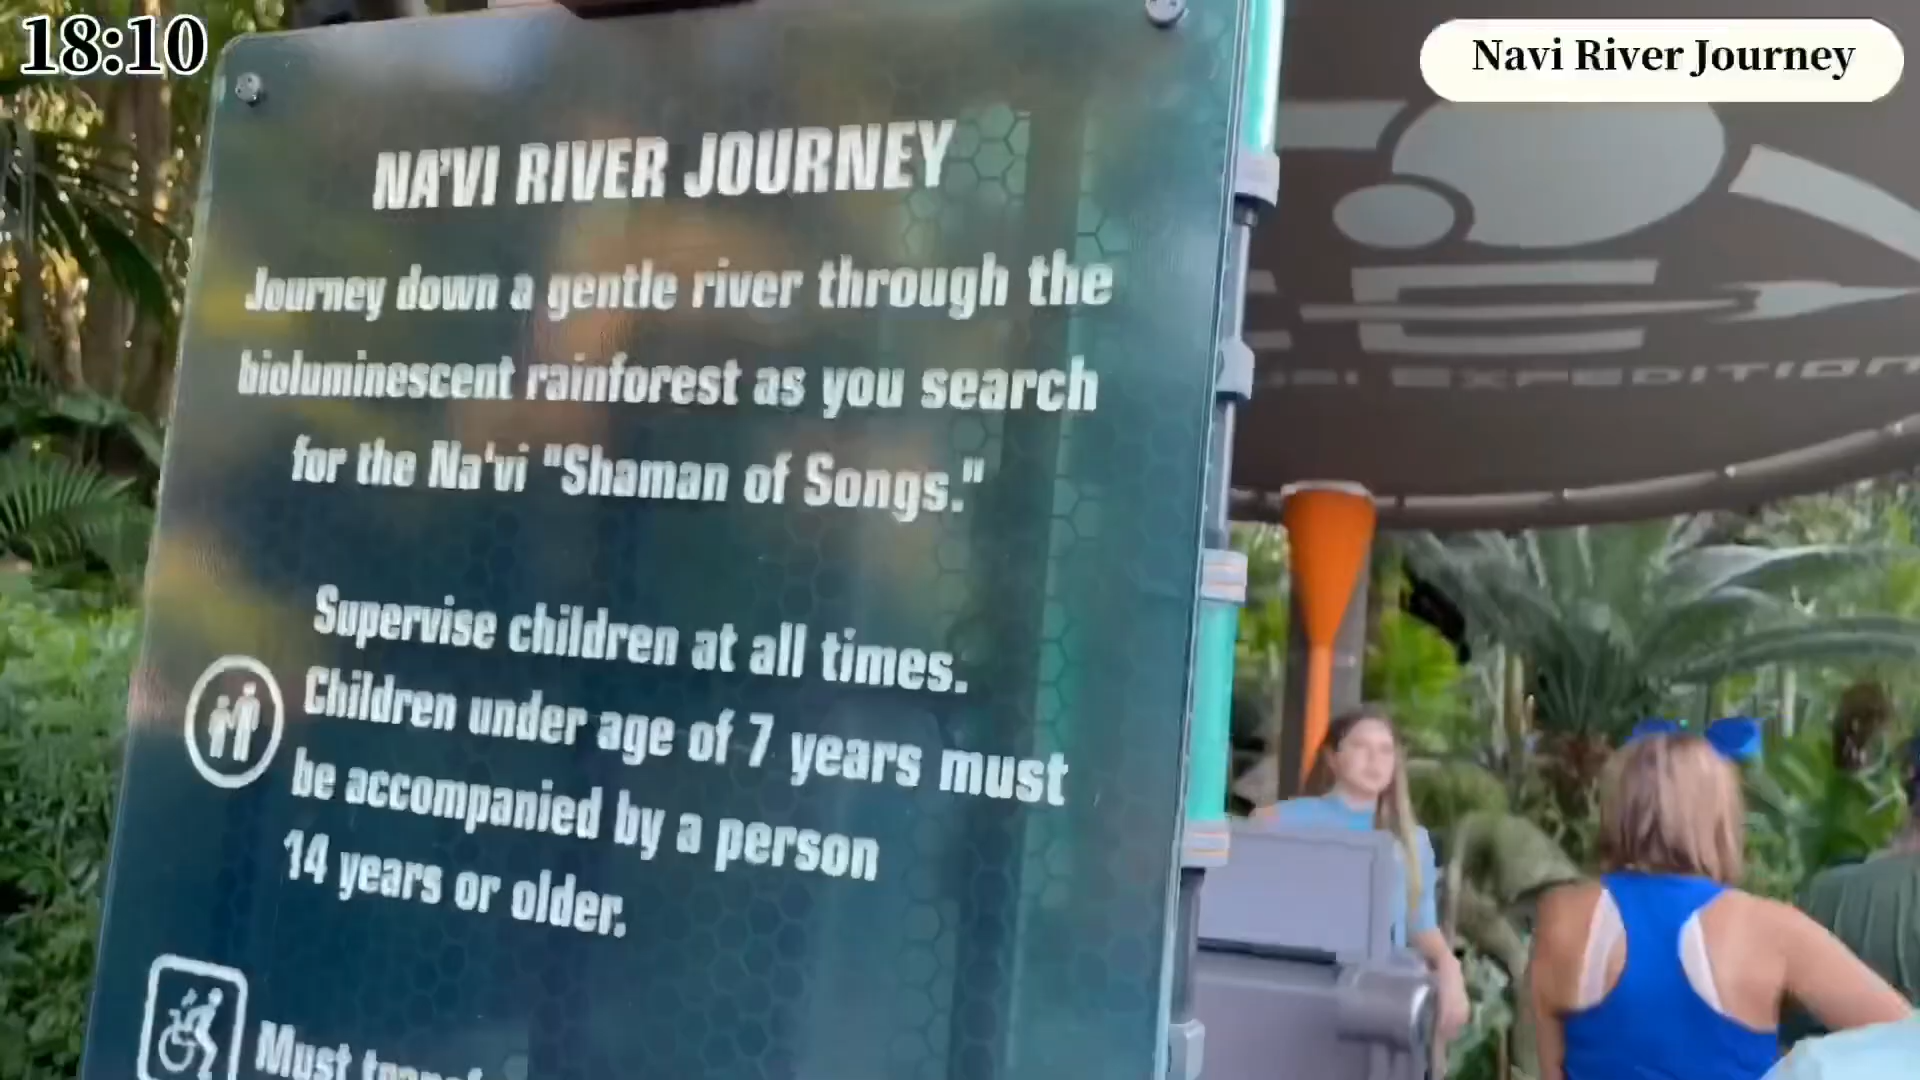 18:10
Navi River Journey
NA'VI RIVER JOURNEY
Journey down a gentle river through the
bioluminescent rainforest as you search
for the Na'vi "Shaman of Songs."
Supervise children at all times.
Children under age of 7 years must
be accompanied by a person
14 years or older.
Must
EXPEDITION